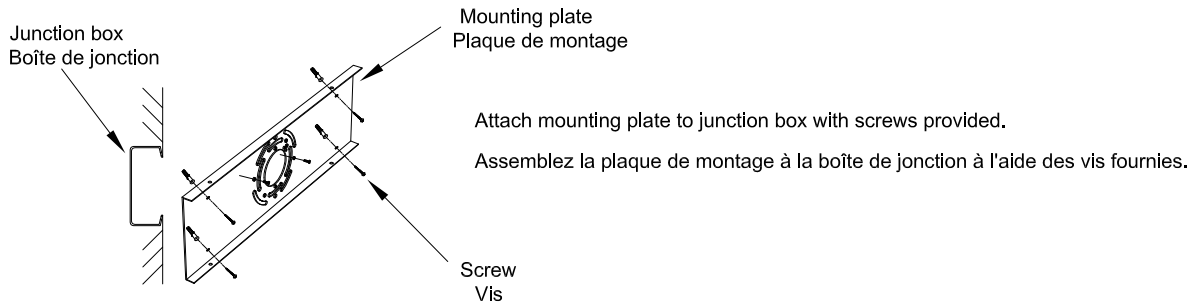 Junction box
Boîte de jonction
Mounting plate
Plaque de montage
Attach mounting plate to junction box with screws provided.
Assemblez la plaque de montage à la boîte de jonction à l'aide des vis fournies.
Screw
Vis